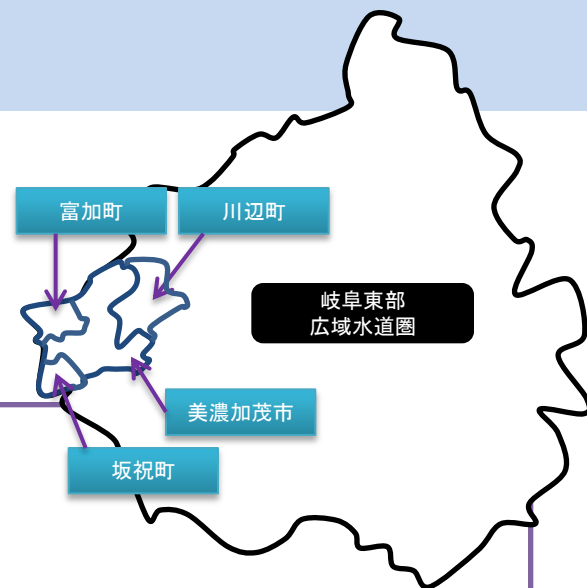 富加町
川辺町
岐阜東部
広域水道圏
美濃加茂市
坂祝町